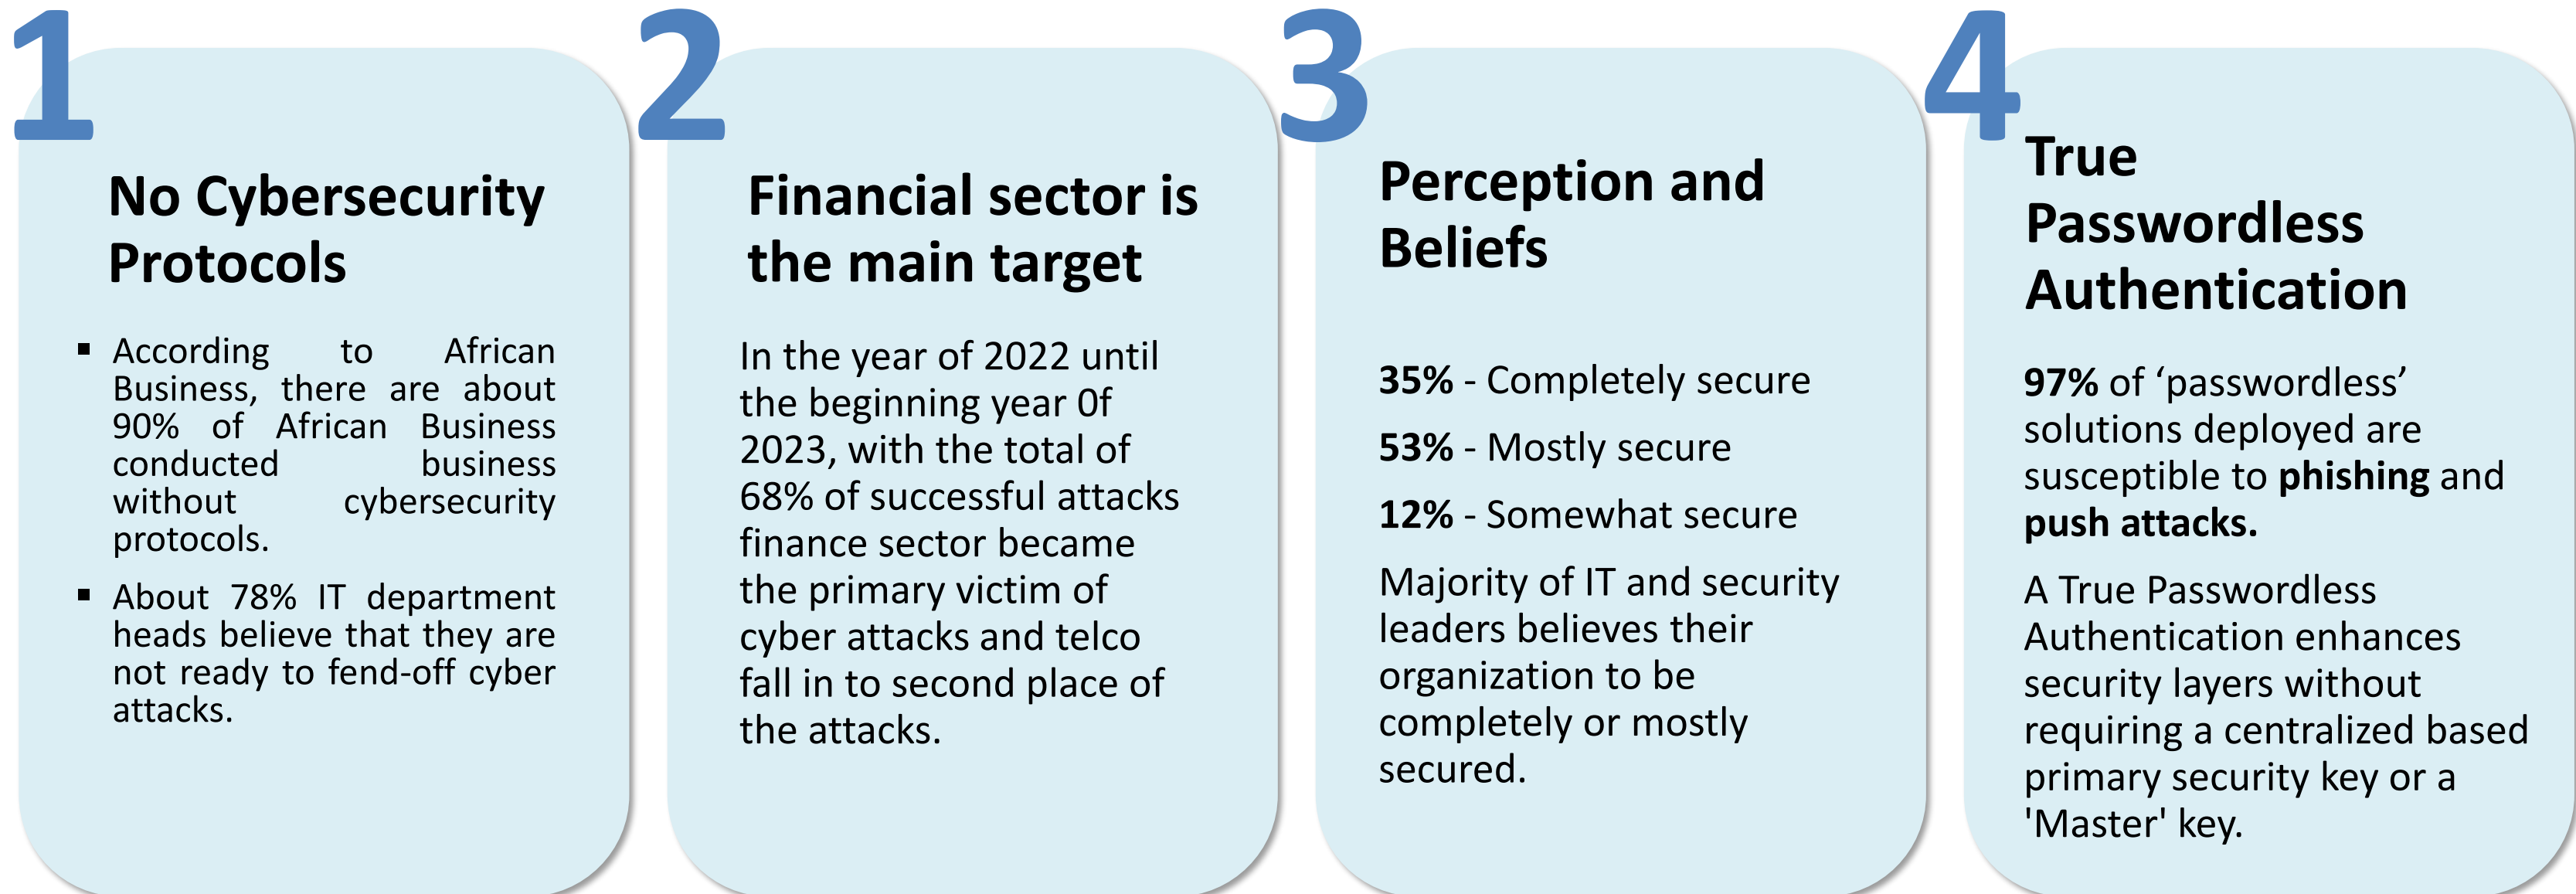 1
No Cybersecurity
Protocols
▪ According to African
Business, there are about
90% of African Business
conducted business
without cybersecurity
protocols.
▪ About 78% IT department
heads believe that they are
not ready to fend-off cyber
attacks.
2
Financial sector is
the main target
In the year of 2022 until
the beginning year 0f
2023, with the total of
68% of successful attacks
finance sector became
the primary victim of
cyber attacks and telco
fall in to second place of
the attacks.
3
Perception and
Beliefs
35% - Completely secure
53% - Mostly secure
12% - Somewhat secure
Majority of IT and security
leaders believes their
organization to be
completely or mostly
secured.
4
True
Passwordless
Authentication
97% of ‘passwordless’
solutions deployed are
susceptible to phishing and
push attacks.
A True Passwordless
Authentication enhances
security layers without
requiring a centralized based
primary security key or a
'Master' key.